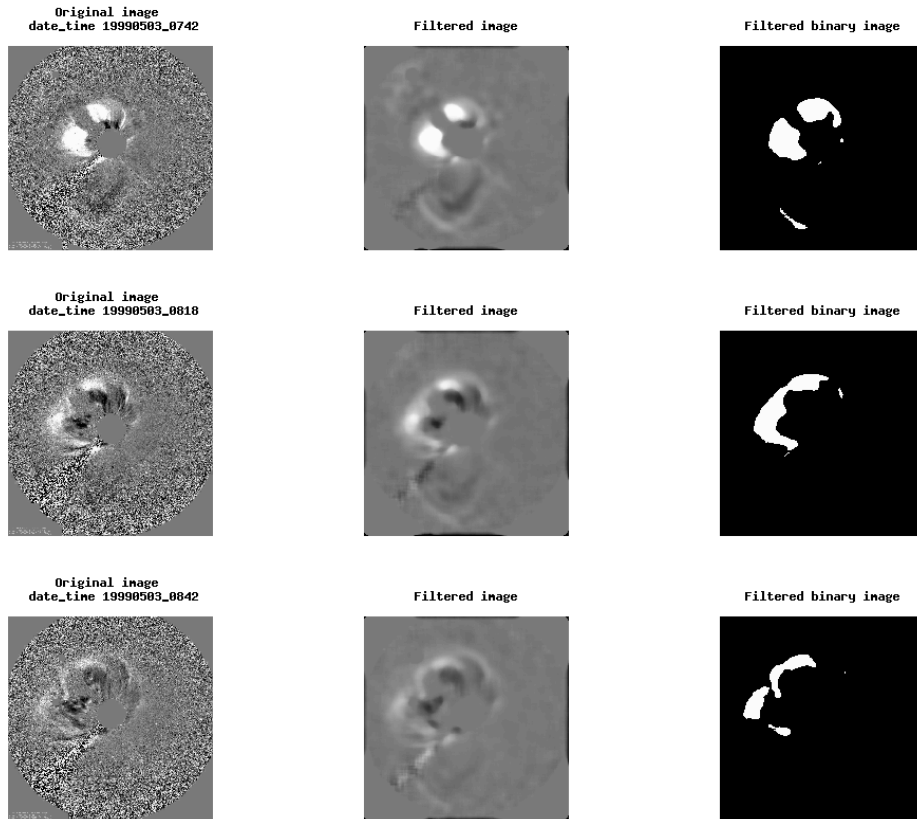 Original image
date_time 19990503_0742
Filtered image
Filtered binary image
Original image
date_time 19990503_0818
Filtered image
Filtered binary image
Original image
date_time 19990503_0842
Filtered image
Filtered binary image